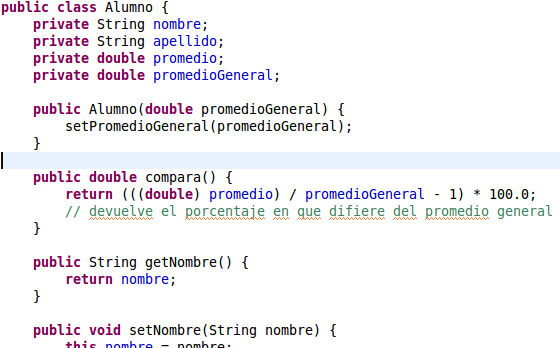 public class Alumno {
private String nombre;
private String apellido;
private double promedio;
private double promedioGeneral;
public Alumno(double promedioGeneral) {
setPromedioGeneral(promedioGeneral);
}
public double compara() {
return (((double) promedio) / promedioGeneral - 1) * 100.0;
// devuelve el porcentaje en que difiere del promedio general
}
public String getNombre() {
return nombre;
}
public void setNombre(String nombre) {
this.nombre = nombre;